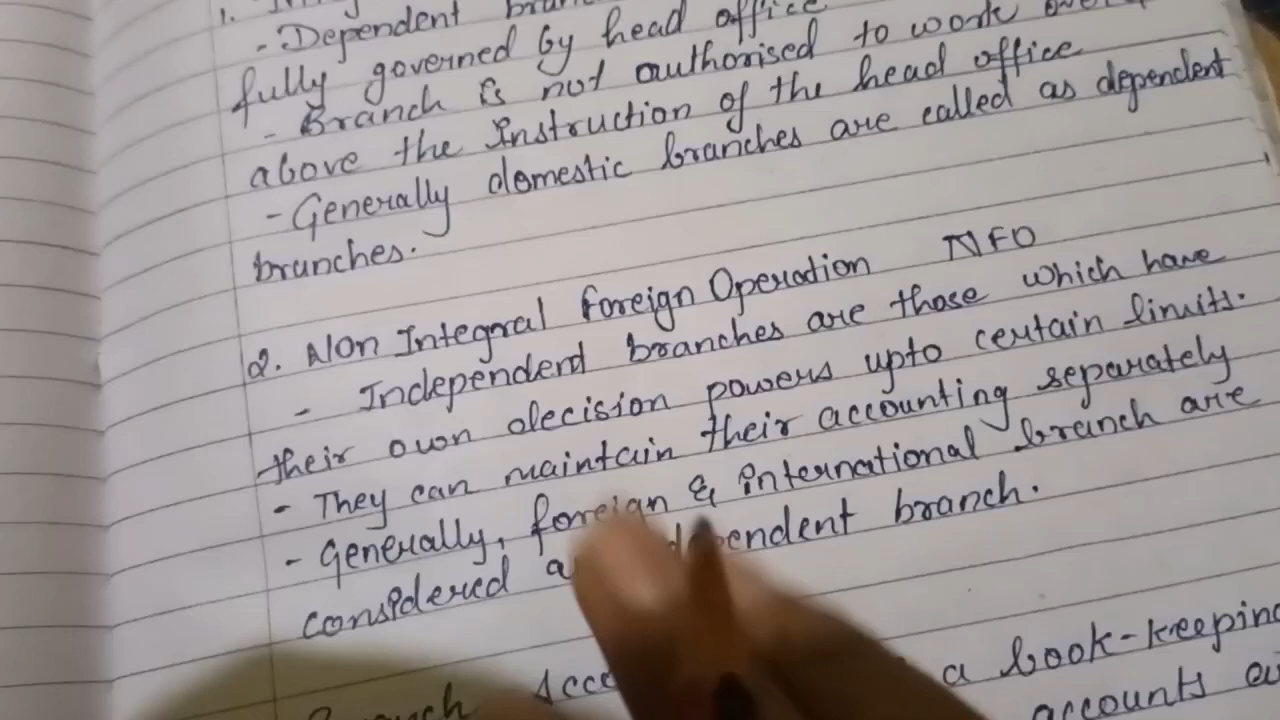 1.
- Dependent
fully governed by head office
- Branch is not authorised to work over
above the Instruction of the head office
- Generally domestic branches are called as dependent
branches.
2. Non Integral Foreign Operation NFO
- Independent branches are those which have
their own decision powers upto certain limits.
- They can maintain their accounting separately
- Generally, foreign & international branch are
considered branch.
a book-keeping
accounts